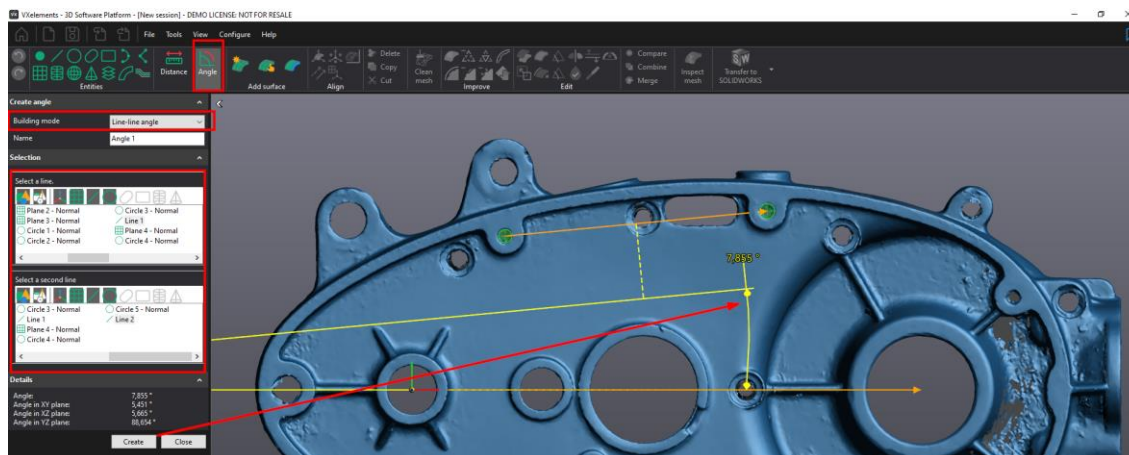 VXelements - 3D Software Platform - [New session] - DEMO LICENSE: NOT FOR RESALE
File Tools View Configure Help
Distance
Angle
Delete
Copy
Cut
Clean mesh
Compare
Combine
Merge
Inspect mesh
Transfer to SOLIDWORKS
Entities
Add surface
Align
Improve
Edit
Create angle
Building mode Line-line angle
Name Angle 1
Selection
Select a line.
Plane 2 - Normal Circle 3 - Normal
Plane 3 - Normal Line 1
Circle 1 - Normal Plane 4 - Normal
Circle 2 - Normal Circle 4 - Normal
Select a second line
Circle 3 - Normal Circle 5 - Normal
Line 1 Line 2
Plane 4 - Normal
Circle 4 - Normal
Details
Angle: 7,855 °
Angle in XY plane: 5,451 °
Angle in XZ plane: 5,665 °
Angle in YZ plane: 88,654 °
Create Close
7,855 °